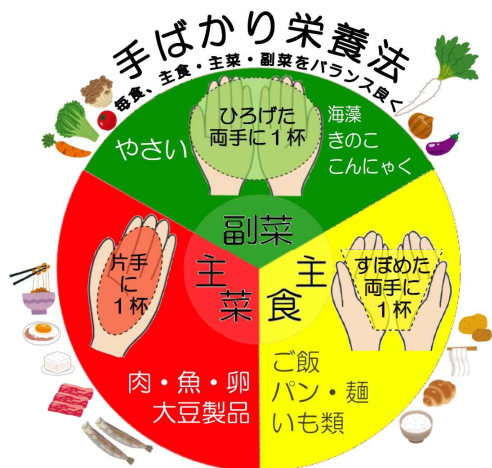 手ばかり栄養法
毎食、主食・主菜・副菜をバランス良く
やさい
ひろげた
両手に1杯
海藻
きのこ
こんにゃく
副菜
主菜
片手
に
1杯
肉・魚・卵
大豆製品
主食
すぼめた
両手に
1杯
ご飯
パン・麺
いも類